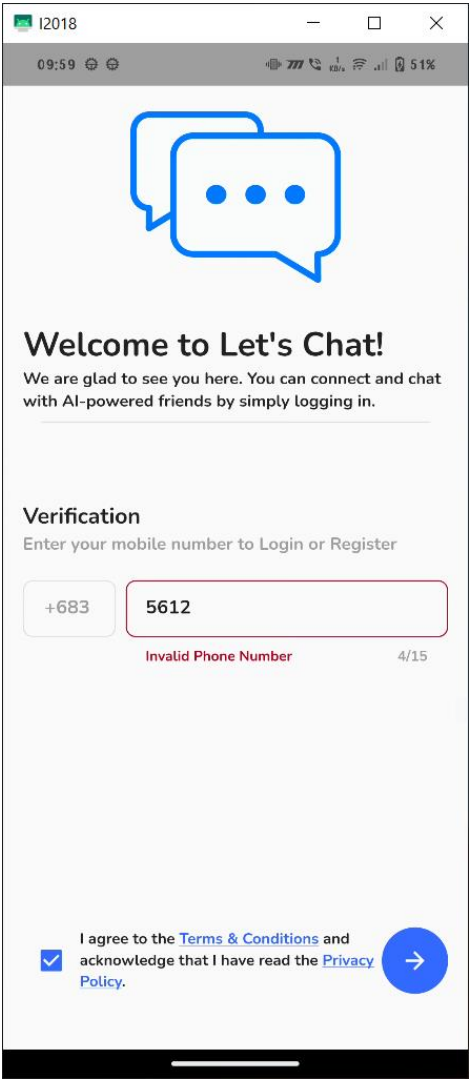 I2018
09:59
1 KB/s
51%
Welcome to Let's Chat!
We are glad to see you here. You can connect and chat
with AI-powered friends by simply logging in.
Verification
Enter your mobile number to Login or Register
+683 5612
Invalid Phone Number 4/15
I agree to the Terms & Conditions and
acknowledge that I have read the Privacy
Policy.